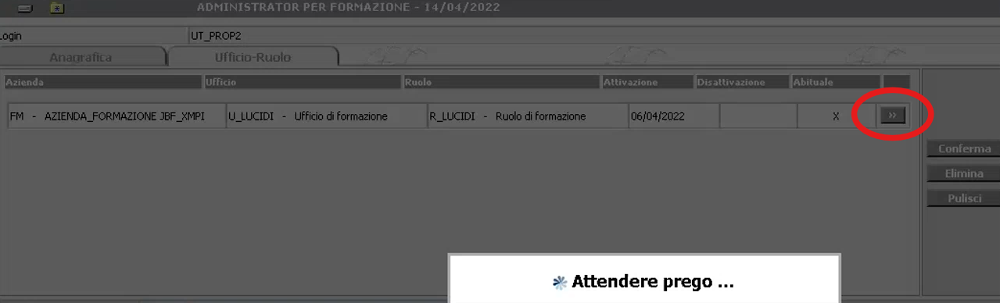 ADMINISTRATOR PER FORMAZIONE - 14/04/2022
Login UT_PROP2
Anagrafica Ufficio-Ruolo
Azienda Ufficio Ruolo Attivazione Disattivazione Abituale
FM - AZIENDA_FORMAZIONE JBF_XMPI U_LUCIDI - Ufficio di formazione R_LUCIDI - Ruolo di formazione 06/04/2022 X »
Conferma
Elimina
Pulisci
Attendere prego ...